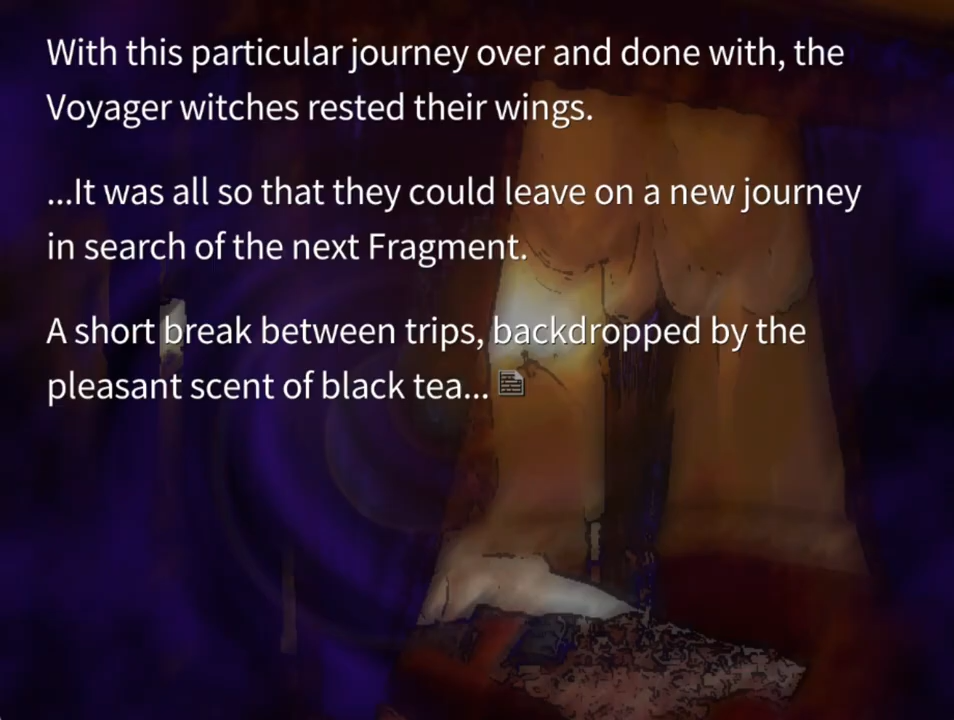 With this particular journey over and done with, the
Voyager witches rested their wings.
...It was all so that they could leave on a new journey
in search of the next Fragment.
A short break between trips, backdropped by the
pleasant scent of black tea...